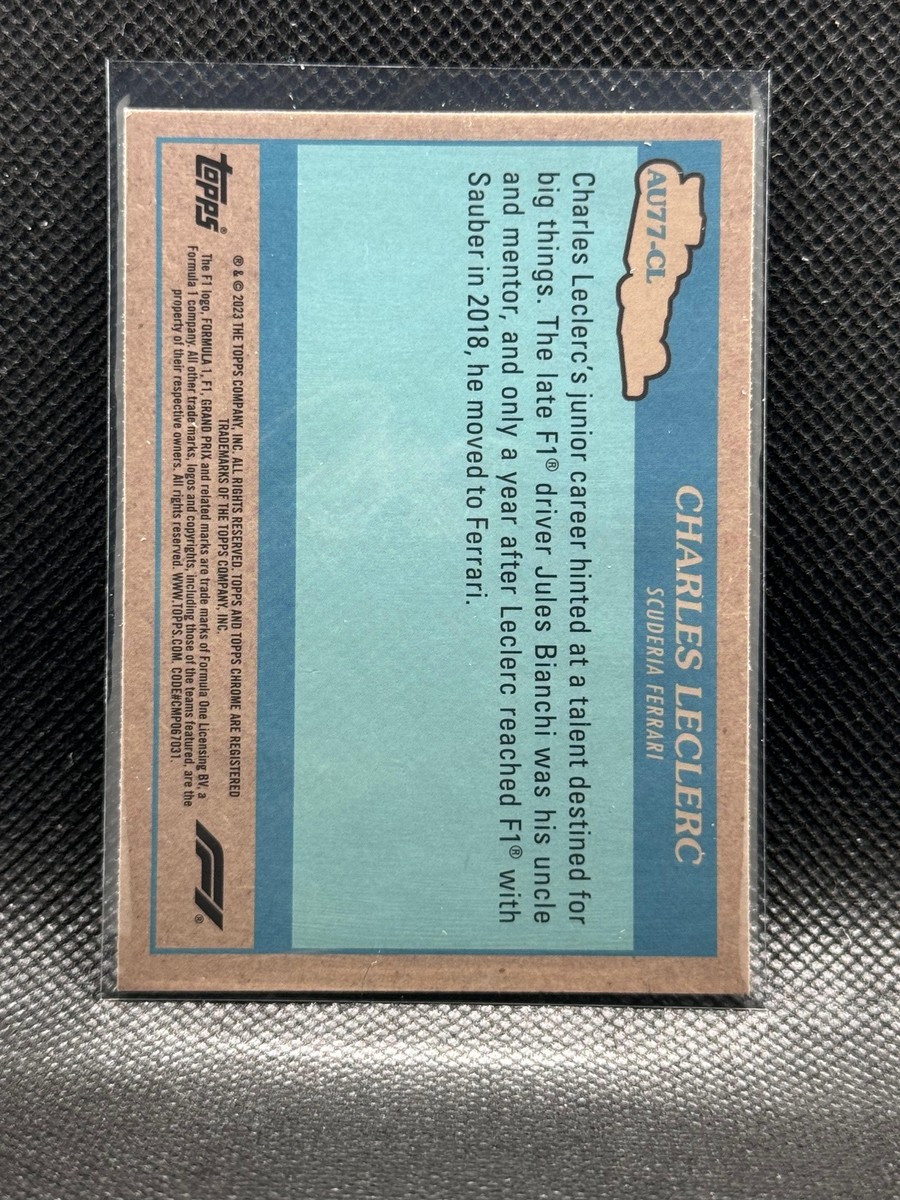 AU77-CL
CHARLES LECLERC
SCUDERIA FERRARI
Charles Leclerc's junior career hinted at a talent destined for
big things. The late F1® driver Jules Bianchi was his uncle
and mentor, and only a year after Leclerc reached F1® with
Sauber in 2018, he moved to Ferrari.
topps®
® & © 2023 THE TOPPS COMPANY, INC. ALL RIGHTS RESERVED. TOPPS AND TOPPS CHROME ARE REGISTERED
TRADEMARKS OF THE TOPPS COMPANY, INC.
The F1 logo, FORMULA 1, F1, GRAND PRIX and related marks are trade marks of Formula One Licensing BV, a
Formula 1 company. All other trade marks, logos and copyrights, including those of the teams featured, are the
property of their respective owners. All rights reserved. WWW.TOPPS.COM. CODE#CMP067031.
F1®